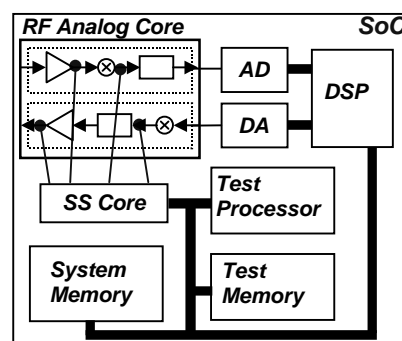 RF Analog Core
SoC
AD
DSP
DA
SS Core
Test
Processor
System
Memory
Test
Memory